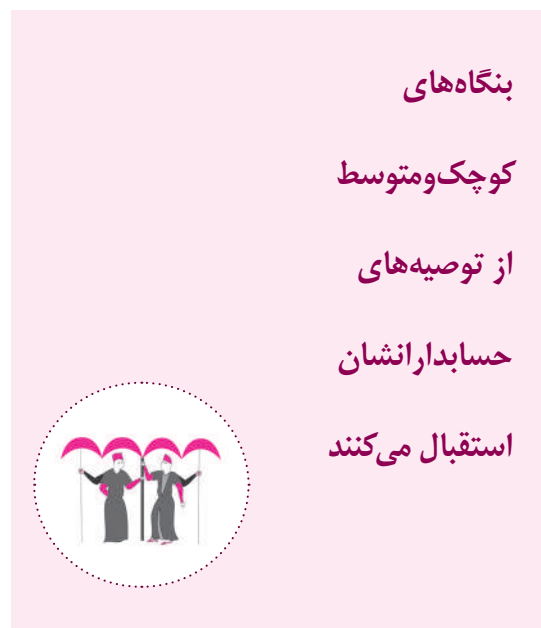 بنگاه‌های
کوچک‌ومتوسط
از توصیه‌های
حسابدارانشان
استقبال می‌کنند